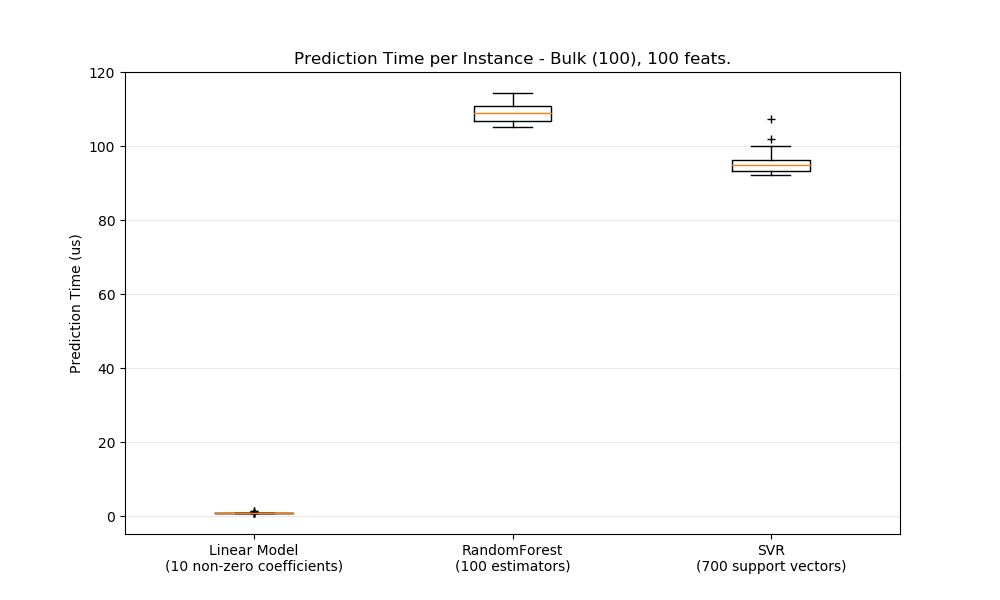 Prediction Time per Instance - Bulk (100), 100 feats.
Prediction Time (us)
120
100
80
60
40
20
0
Linear Model
(10 non-zero coefficients)
RandomForest
(100 estimators)
SVR
(700 support vectors)